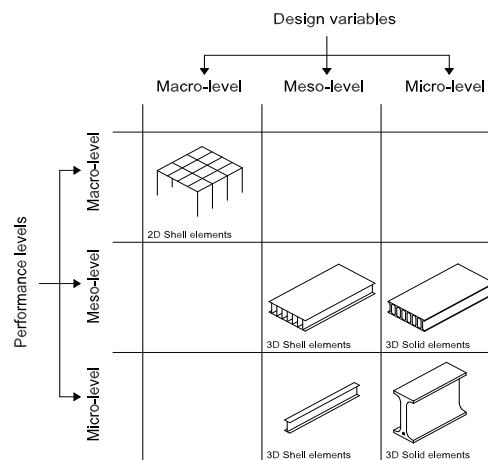 Design variables
Macro-level
Meso-level
Micro-level
Performance levels
Macro-level
2D Shell elements
Meso-level
3D Shell elements
3D Solid elements
Micro-level
3D Shell elements
3D Solid elements